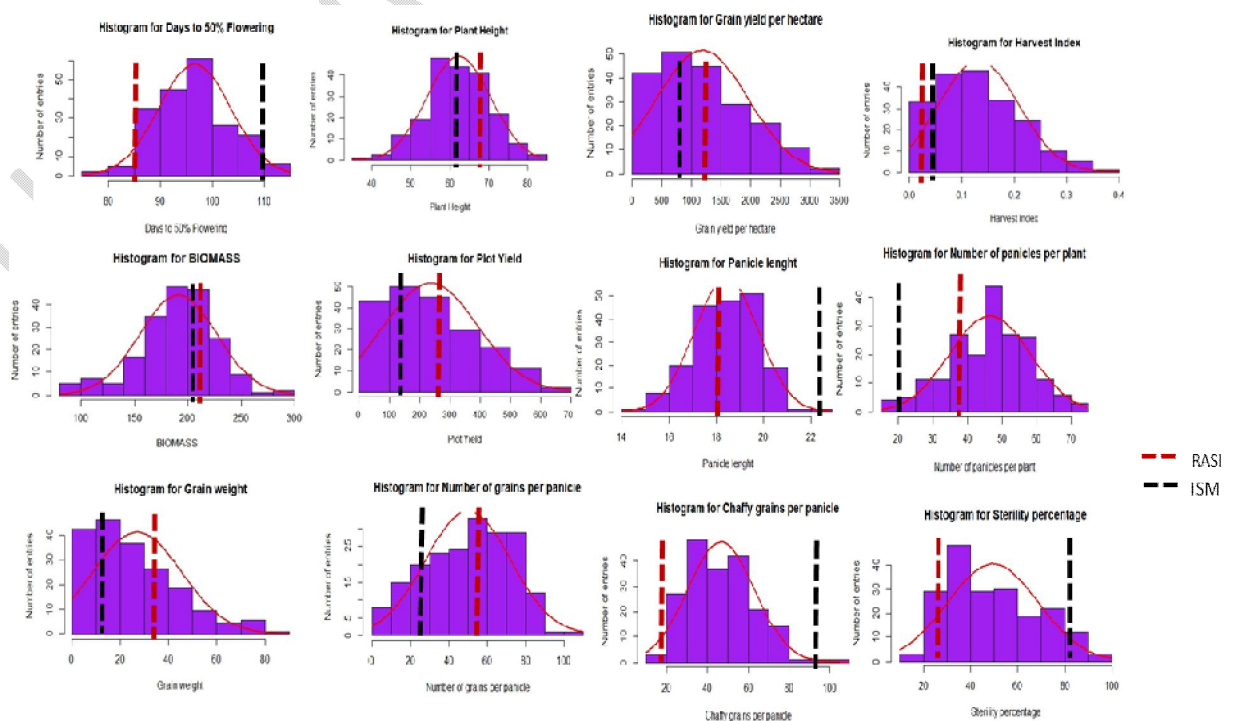 Histogram for Days to 50% Flowering
Number of entries
0 10 30 50
80 90 100 110
Days to 50% Flowering
Histogram for Plant Height
Number of entries
0 10 20 30 40 50
40 50 60 70 80
Plant Height
Histogram for Grain yield per hectare
Number of entries
0 10 20 30 40 50
0 500 1000 1500 2000 2500 3000 3500
Grain yield per hectare
Histogram for Harvest Index
Number of entries
0 10 20 30 40
0.0 0.1 0.2 0.3 0.4
Harvest Index
Histogram for BIOMASS
Number of entries
0 10 20 30 40
100 150 200 250 300
BIOMASS
Histogram for Plot Yield
Number of entries
0 10 20 30 40 50
0 100 200 300 400 500 600 70
Plot Yield
Histogram for Panicle lenght
Number of entries
0 10 20 30 40 50
14 16 18 20 22
Panicle lenght
Histogram for Number of panicles per plant
Number of entries
0 10 20 30 40
20 30 40 50 60 70
Number of panicles per plant
Histogram for Grain weight
Number of entries
0 10 20 30 40
0 20 40 60 80
Grain weight
Histogram for Number of grains per panicle
Number of entries
0 5 15 25
0 20 40 60 80 100
Number of grains per panicle
Histogram for Chaffy grains per panicle
Number of entries
0 10 20 30 40
20 40 60 80 100
Chaffy grains per panicle
Histogram for Sterility percentage
Number of entries
0 10 20 30 40
20 40 60 80 100
Sterility percentage
RASI
ISM